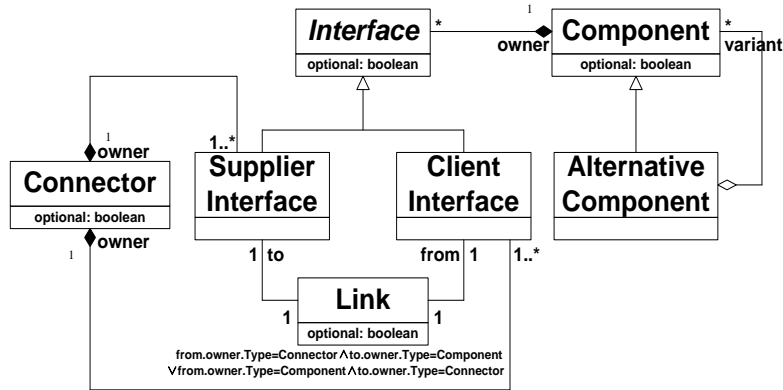 Interface
optional: boolean
*
1
owner
Component
optional: boolean
*
variant
1
owner
1..*
Connector
optional: boolean
owner
1
Supplier
Interface
Client
Interface
Alternative
Component
1 to
from 1
1..*
Link
optional: boolean
1
1
from.owner.Type=Connector∧to.owner.Type=Component
∨from.owner.Type=Component∧to.owner.Type=Connector